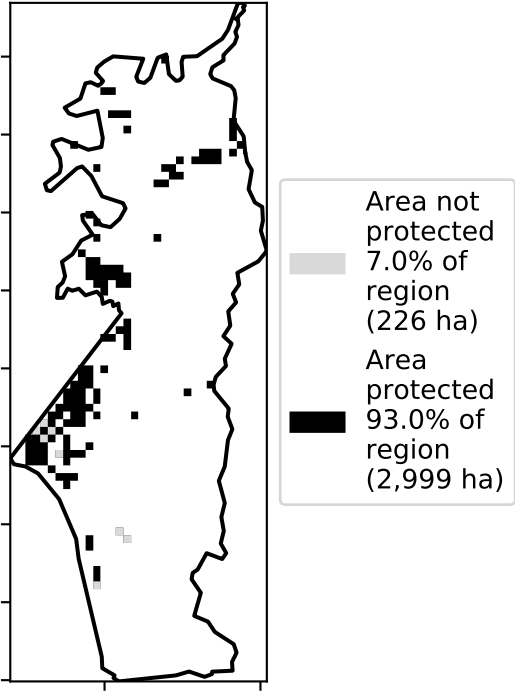 Area not
protected
7.0% of
region
(226 ha)
Area
protected
93.0% of
region
(2,999 ha)